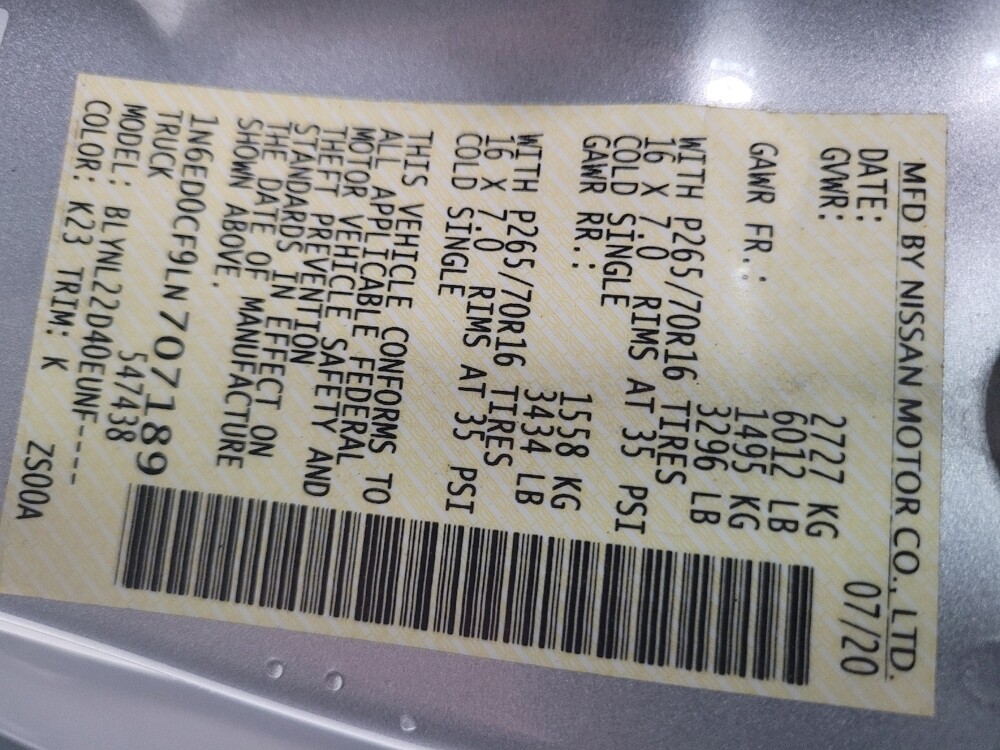 MFD BY NISSAN MOTOR CO., LTD.
DATE: 07/20
GVWR: 2727 KG
6012 LB
GAWR FR.: 1495 KG
3296 LB
WITH P265/70R16 TIRES
16 X 7.0 RIMS AT 35 PSI
COLD SINGLE
GAWR RR.: 1558 KG
3434 LB
WITH P265/70R16 TIRES
16 X 7.0 RIMS AT 35 PSI
COLD SINGLE
THIS VEHICLE CONFORMS TO
ALL APPLICABLE FEDERAL
MOTOR VEHICLE SAFETY AND
THEFT PREVENTION
STANDARDS IN EFFECT ON
THE DATE OF MANUFACTURE
SHOWN ABOVE.
1N6ED0CF9LN707189
TRUCK 547438
MODEL: BLYNL22D40EUNF----
COLOR: K23 TRIM: K
ZS00A